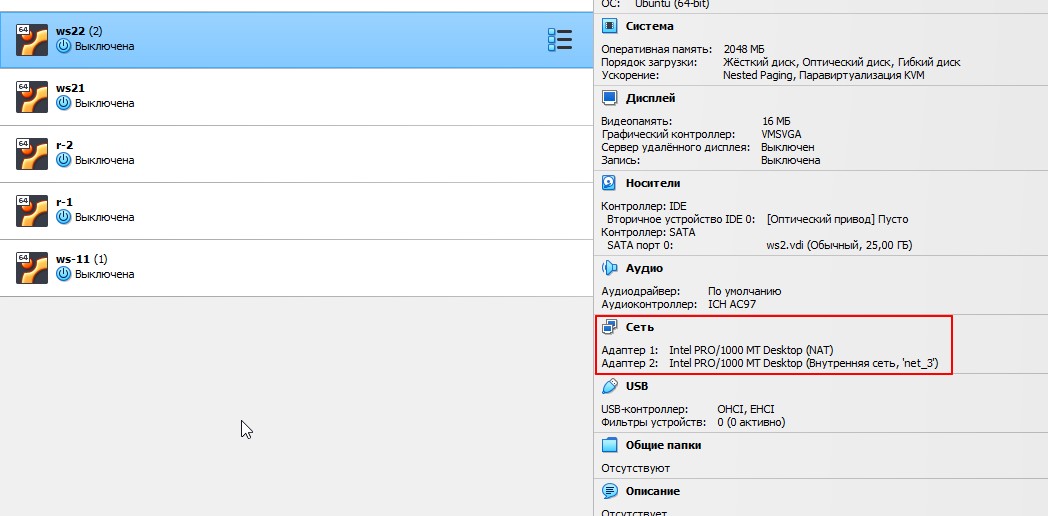 64
ws22 (2)
Выключена
64
ws21
Выключена
64
r-2
Выключена
64
r-1
Выключена
64
ws-11 (1)
Выключена
ОС: Ubuntu (64-bit)
Система
Оперативная память: 2048 МБ
Порядок загрузки: Жёсткий диск, Оптический диск, Гибкий диск
Ускорение: Nested Paging, Паравиртуализация KVM
Дисплей
Видеопамять: 16 МБ
Графический контроллер: VMSVGA
Сервер удалённого дисплея: Выключен
Запись: Выключена
Носители
Контроллер: IDE
Вторичное устройство IDE 0: [Оптический привод] Пусто
Контроллер: SATA
SATA порт 0: ws2.vdi (Обычный, 25,00 ГБ)
Аудио
Аудиодрайвер: По умолчанию
Аудиоконтроллер: ICH AC97
Сеть
Адаптер 1: Intel PRO/1000 MT Desktop (NAT)
Адаптер 2: Intel PRO/1000 MT Desktop (Внутренняя сеть, 'net_3')
USB
USB-контроллер: OHCI, EHCI
Фильтры устройств: 0 (0 активно)
Общие папки
Отсутствуют
Описание
Отсутствует